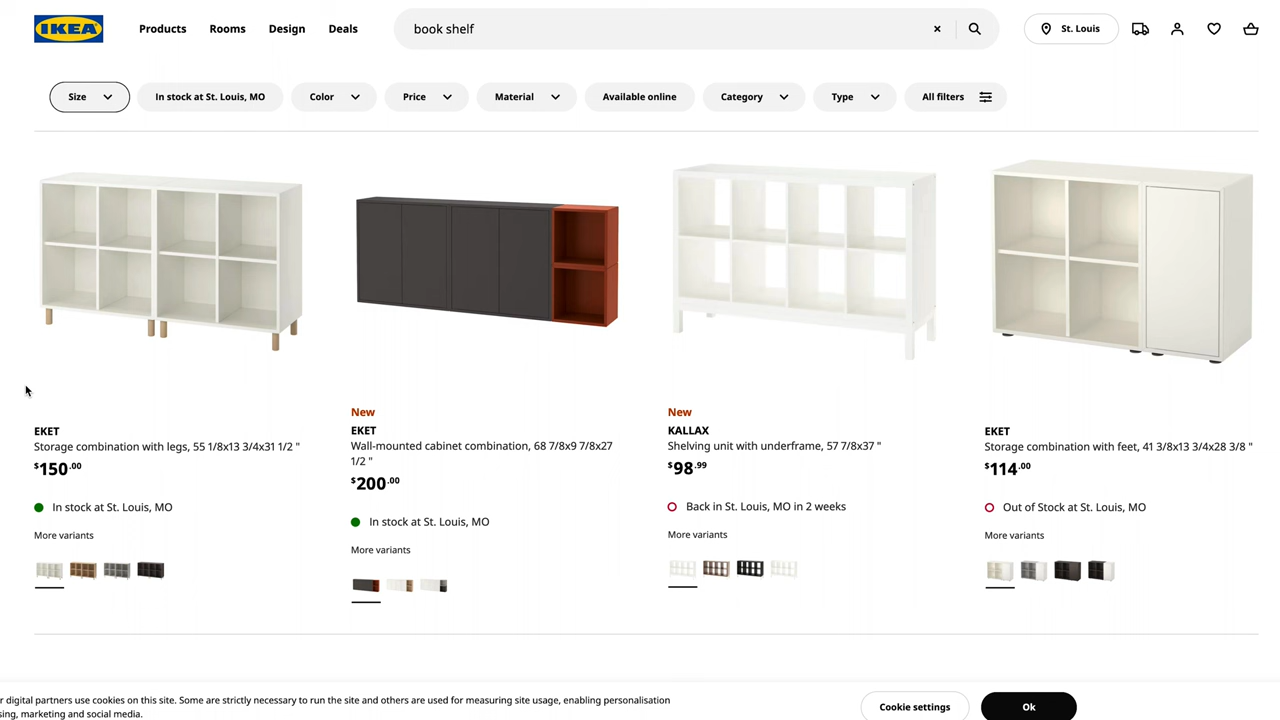 IKEA
Products Rooms Design Deals
book shelf
St. Louis
Size In stock at St. Louis, MO Color Price Material Available online Category Type All filters
EKET
Storage combination with legs, 55 1/8x13 3/4x31 1/2 "
$150.00
In stock at St. Louis, MO
More variants
New
EKET
Wall-mounted cabinet combination, 68 7/8x9 7/8x27
1/2 "
$200.00
In stock at St. Louis, MO
More variants
New
KALLAX
Shelving unit with underframe, 57 7/8x37 "
$98.99
Back in St. Louis, MO in 2 weeks
More variants
EKET
Storage combination with feet, 41 3/8x13 3/4x28 3/8 "
$114.00
Out of Stock at St. Louis, MO
More variants
r digital partners use cookies on this site. Some are strictly necessary to run the site and others are used for measuring site usage, enabling personalisation
sing, marketing and social media.
Cookie settings
Ok